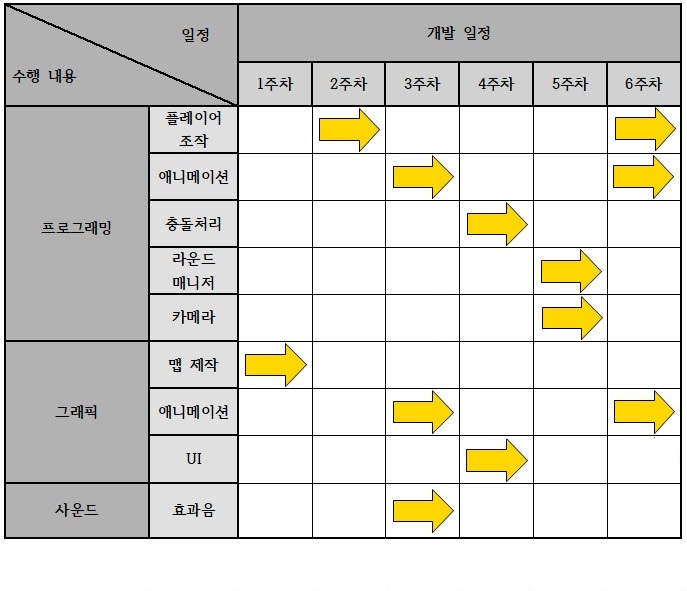 일정
수행 내용
개발 일정
1주차 2주차 3주차 4주차 5주차 6주차
프로그래밍
플레이어
조작
애니메이션
충돌처리
라운드
매니저
카메라
그래픽
맵 제작
애니메이션
UI
사운드
효과음